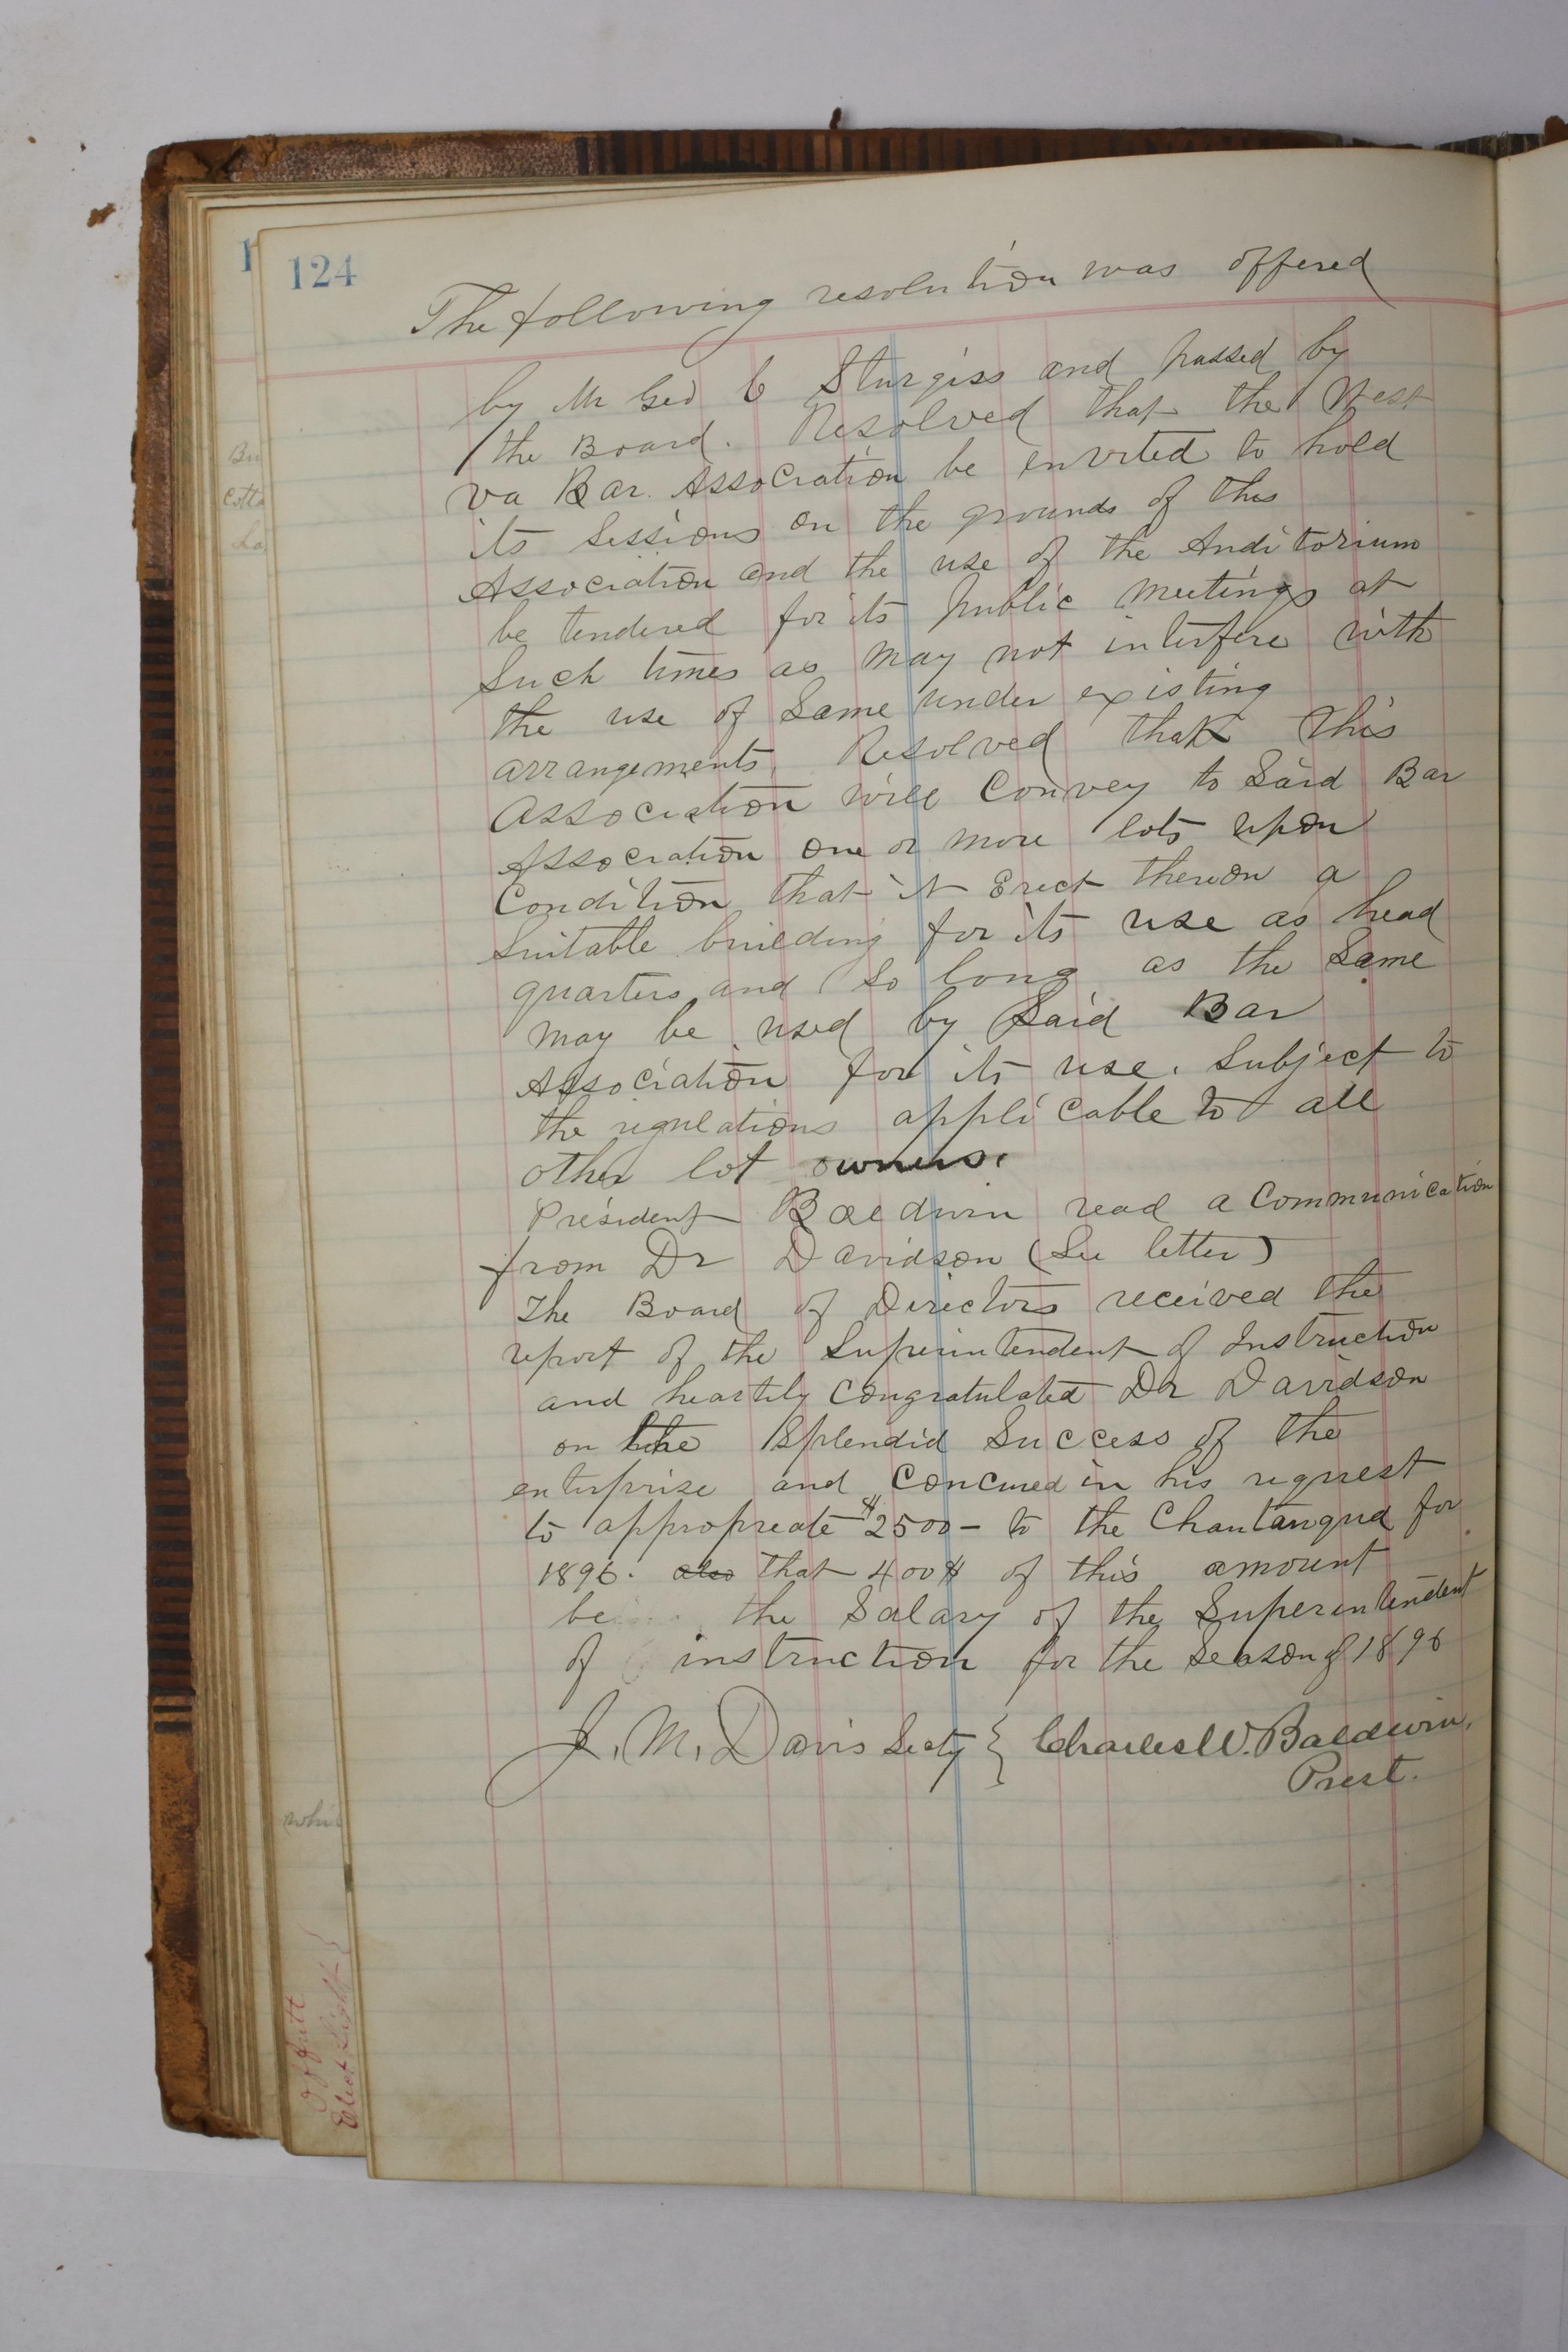 124
The following resolution was offered
by Mr Geo C Sturgiss and passed by
the Board. Resolved that the West
Va Bar. Association be envited to hold
its sessions on the grounds of this
Association and the use of the Auditorium
be tendered for its public meetings at
Such times as may not interfere with
the use of Same under existing
arrangements. Resolved that this
Association will Convey to Said Bar
Association one or more lots upon
Condition that it Erect thereon a
Suitable building for its use as head
quarters and So long as the Same
may be used by Said Bar
Association for its use. Subject to
the regulations applicable to all
other lot owners.
President Baldwin read a Communication
from Dr Davidson (See letter)
The Board of Directors received the
report of the Superintendent of Instruction
and heartily Congratulated Dr Davidson
on the Splendid Success of the
enterprise and Concured in his request
to appropreate $2500- to the Chautauqua for
1896. also that 400$ of this amount
be the Salary of the Superintendent
of instruction for the Season of 1896
J. M. Davis Secty } Charles W. Baldwin,
Prest.
Bu
Cotta
La
whi
Offutt
Elect Light }